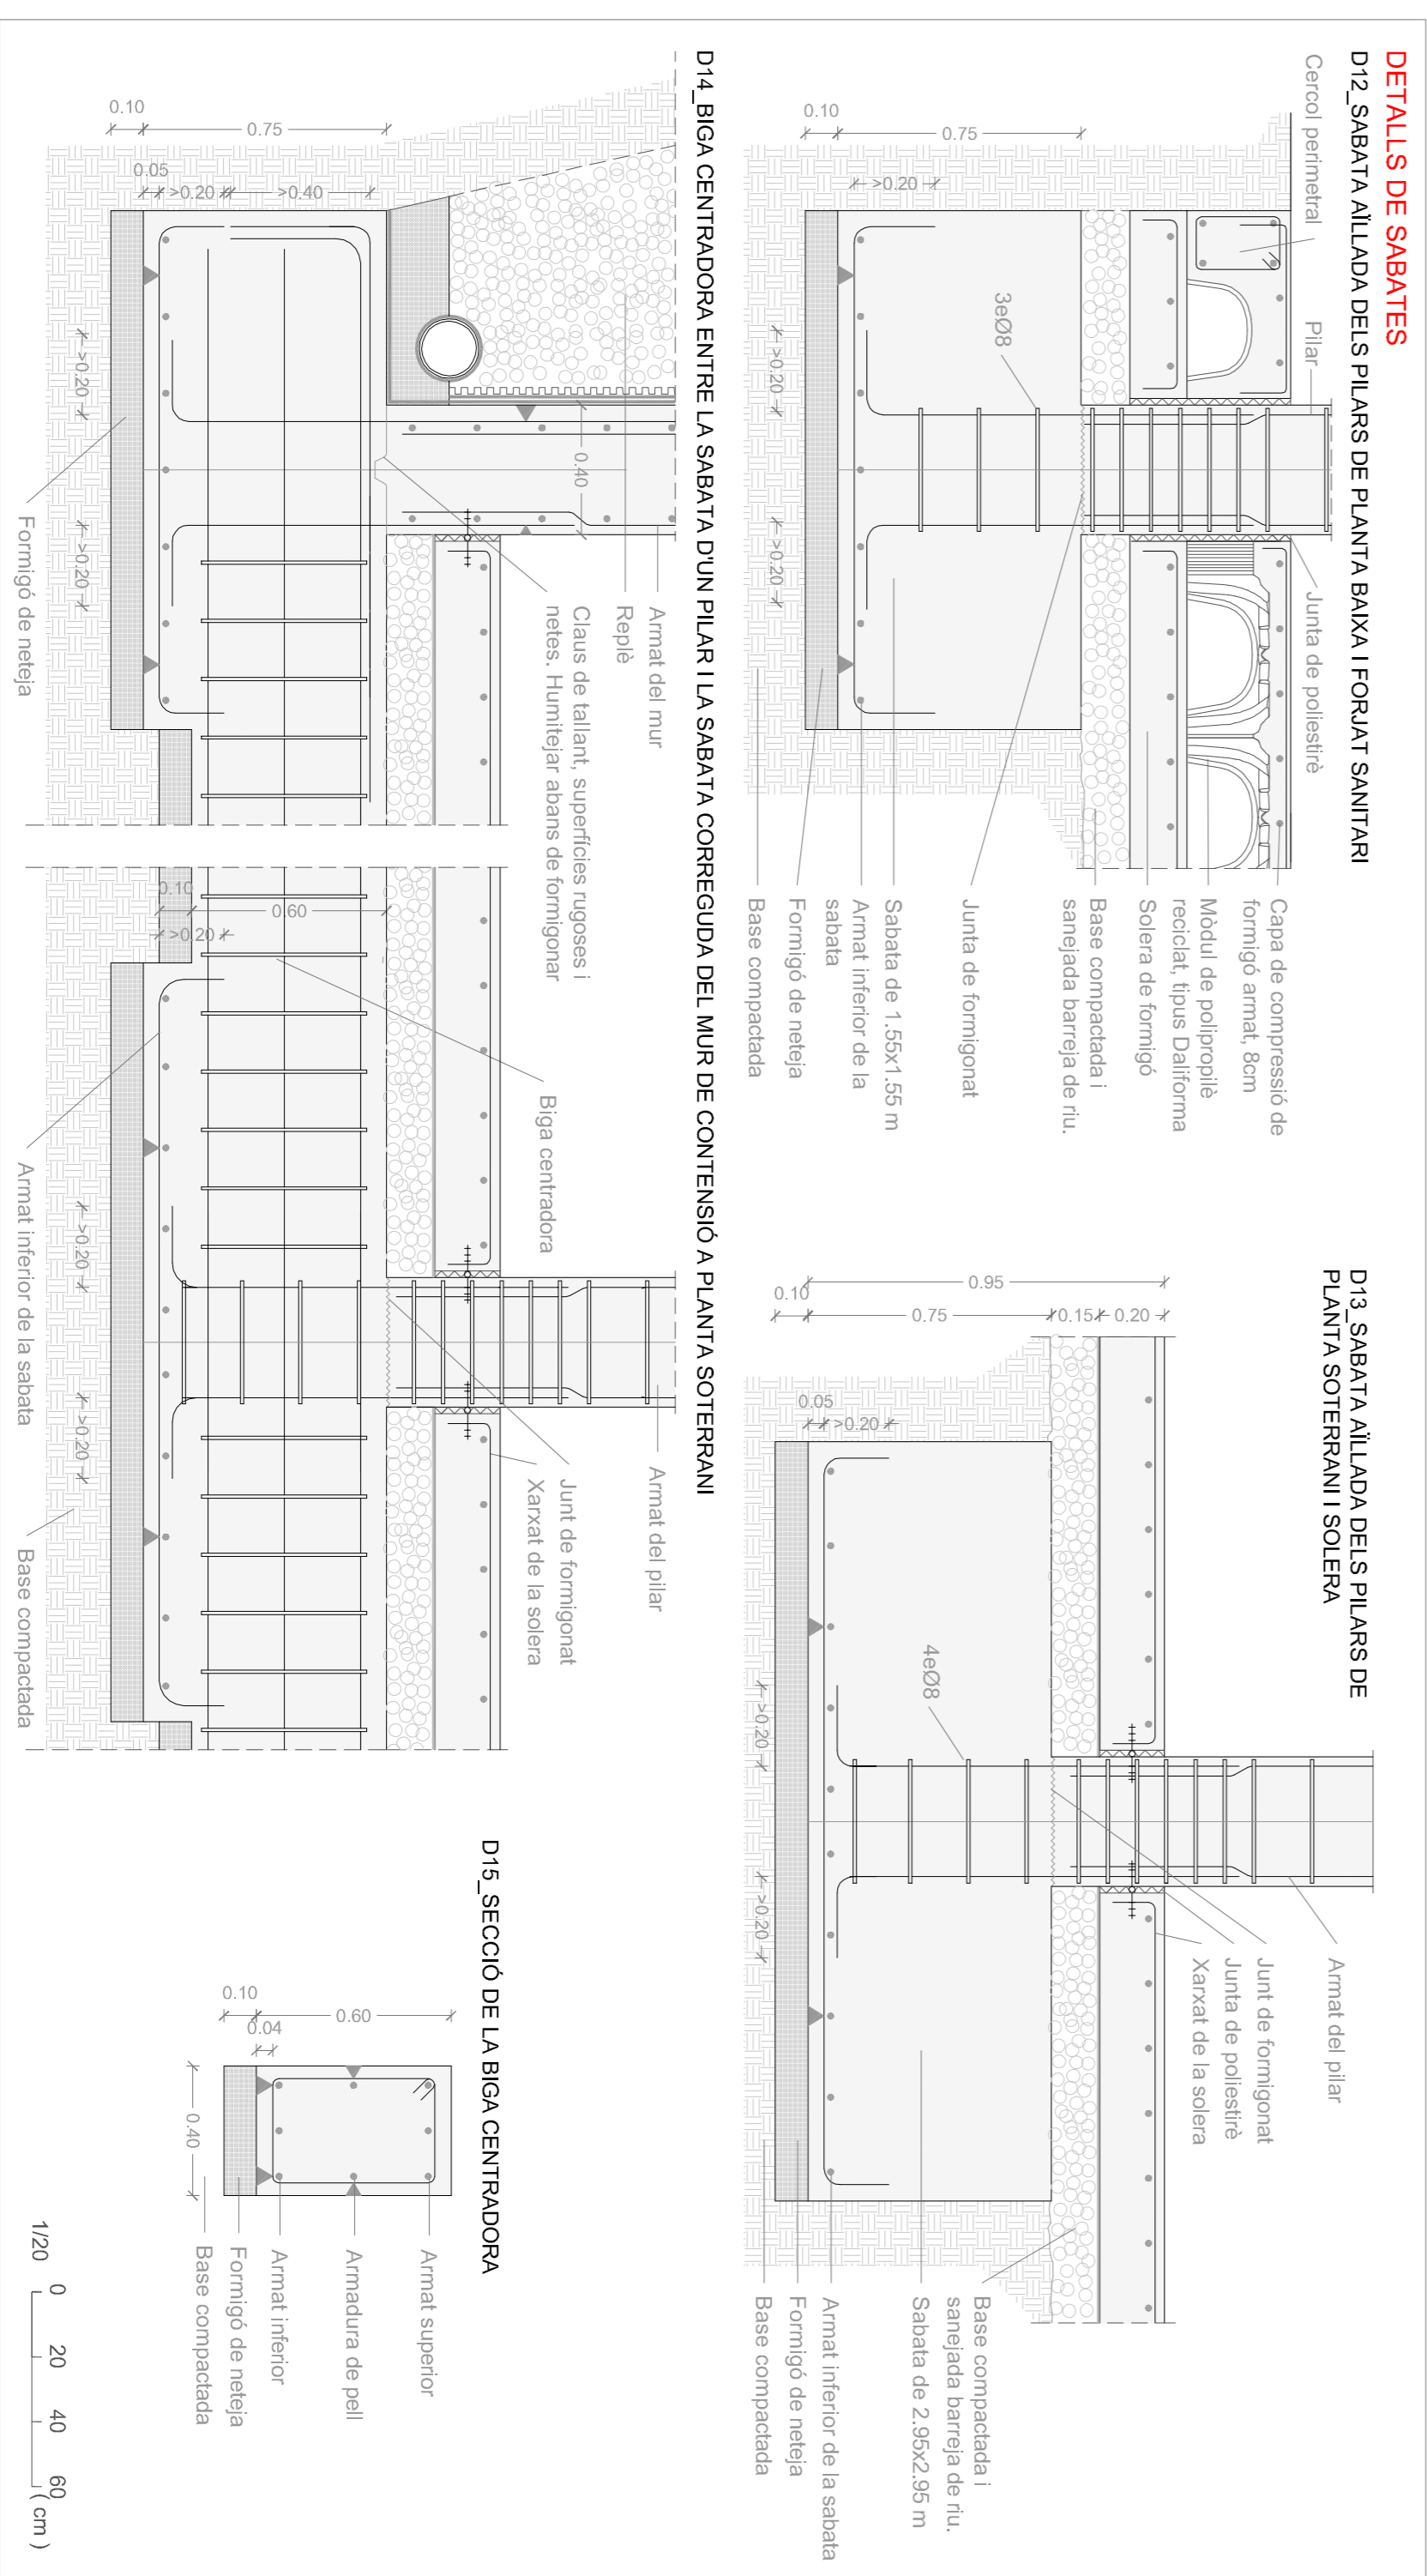 DETALLS DE SABATES
D12_SABATA AÏLLADA DELS PILARS DE PLANTA BAIXA I FORJAT SANITARI
Cercol perimetral
Pilar
Junta de poliestirè
Capa de compressió de
formigó armat, 8cm
Mòdul de polipropilè
reciclat, tipus Daliforma
Solera de formigó
Base compactada i
sanejada barreja de riu.
Junta de formigonat
Sabata de 1.55x1.55 m
Armat inferior de la
sabata
Formigó de neteja
Base compactada
3eØ8
0.75
0.10
>0.20
>0.20
>0.20
D13_SABATA AÏLLADA DELS PILARS DE
PLANTA SOTERRANI I SOLERA
Armat del pilar
Junt de formigonat
Junta de poliestirè
Xarxat de la solera
Base compactada i
sanejada barreja de riu.
Sabata de 2.95x2.95 m
Armat inferior de la sabata
Formigó de neteja
Base compactada
4eØ8
0.95
0.20
0.15
0.75
0.10
0.05
>0.20
>0.20
>0.20
D14_BIGA CENTRADORA ENTRE LA SABATA D'UN PILAR I LA SABATA CORREGUDA DEL MUR DE CONTENSIÓ A PLANTA SOTERRANI
Armat del mur
Replè
Claus de tallant, superfícies rugoses i
netes. Humitejar abans de formigonar
Biga centradora
Armat del pilar
Junt de formigonat
Xarxat de la solera
0.40
0.75
0.10
>0.40
>0.20
0.05
>0.20
>0.20
0.60
0.10
>0.20
>0.20
>0.20
Formigó de neteja
Armat inferior de la sabata
Base compactada
D15_SECCIÓ DE LA BIGA CENTRADORA
0.60
0.10
0.04
0.40
Armat superior
Armadura de pell
Armat inferior
Formigó de neteja
Base compactada
1/20 0 20 40 60 ( cm )